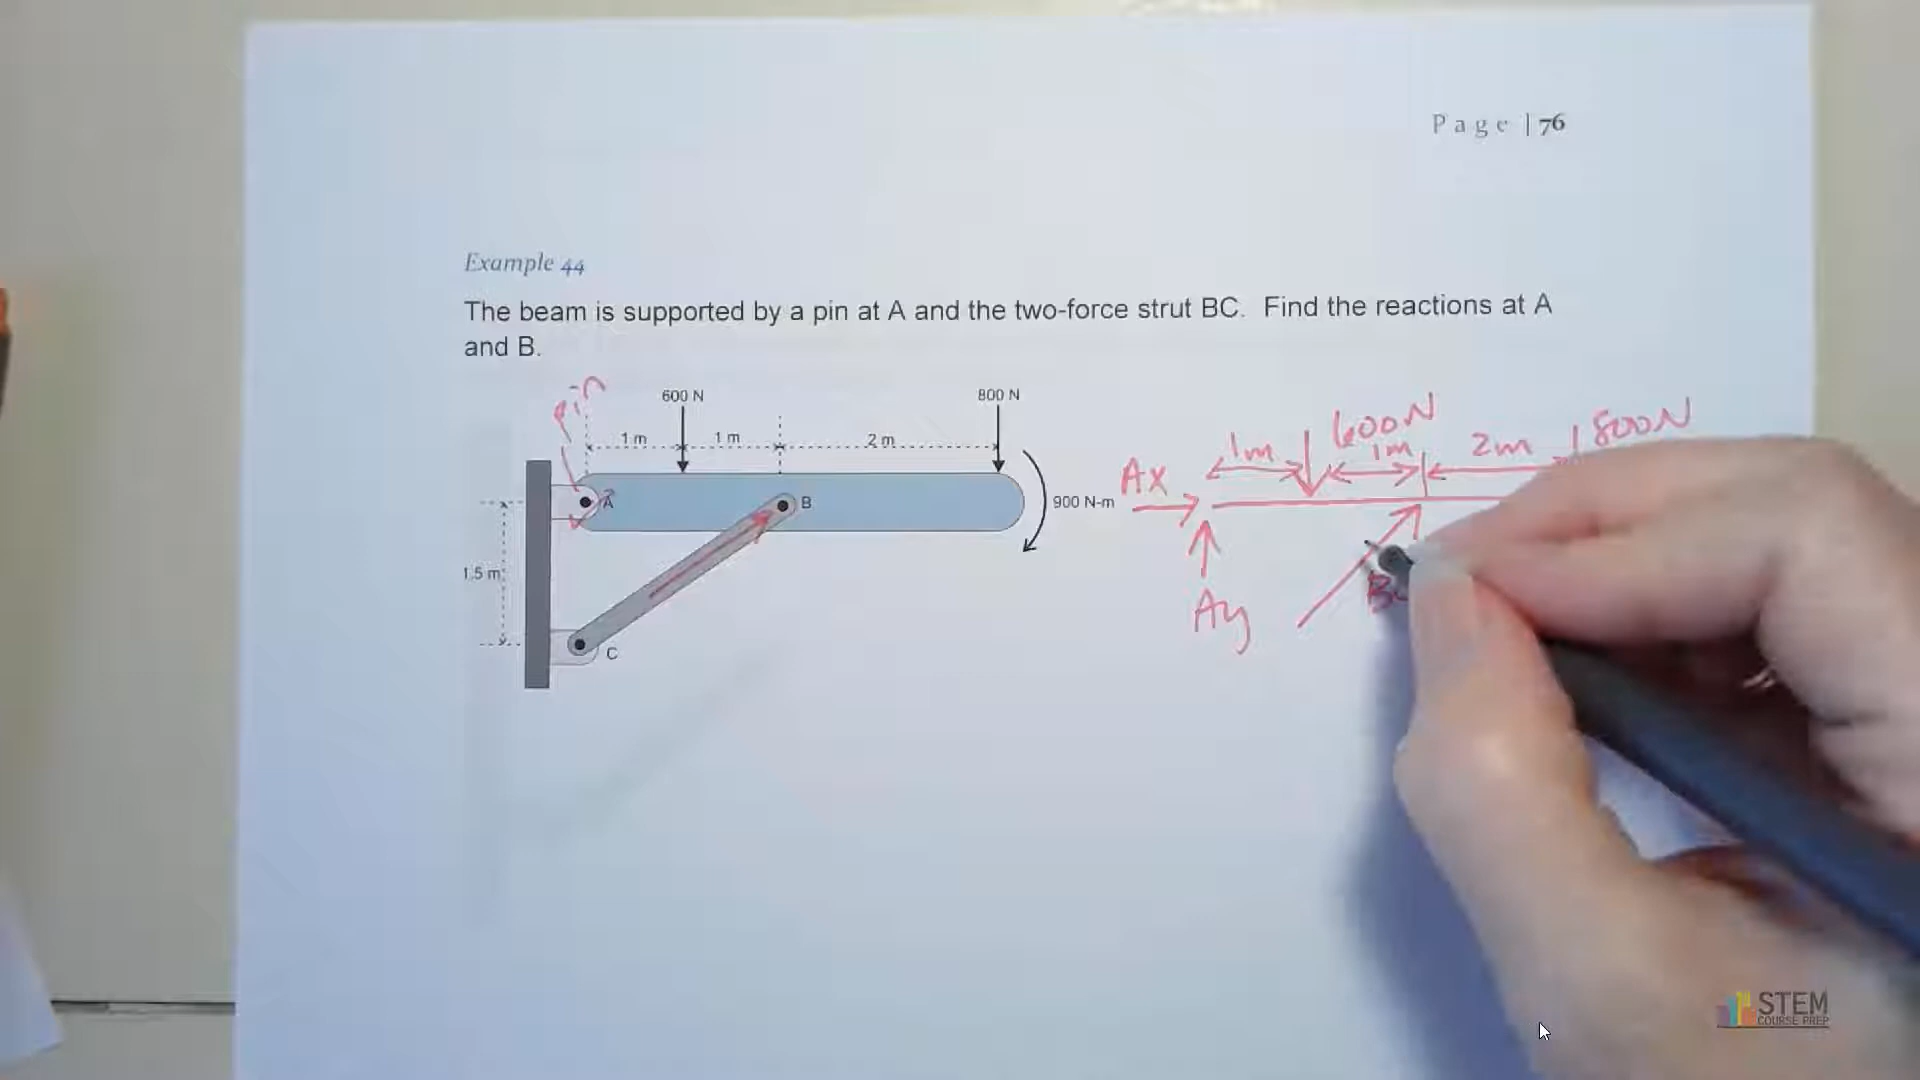 Page | 76
Example 44
The beam is supported by a pin at A and the two-force strut BC. Find the reactions at A
and B.
pin
600 N
800 N
1 m
1 m
2 m
A
B
900 N-m
1.5 m
C
600N
800N
1m
1m
2m
Ax
Ay
STEM
COURSE PREP